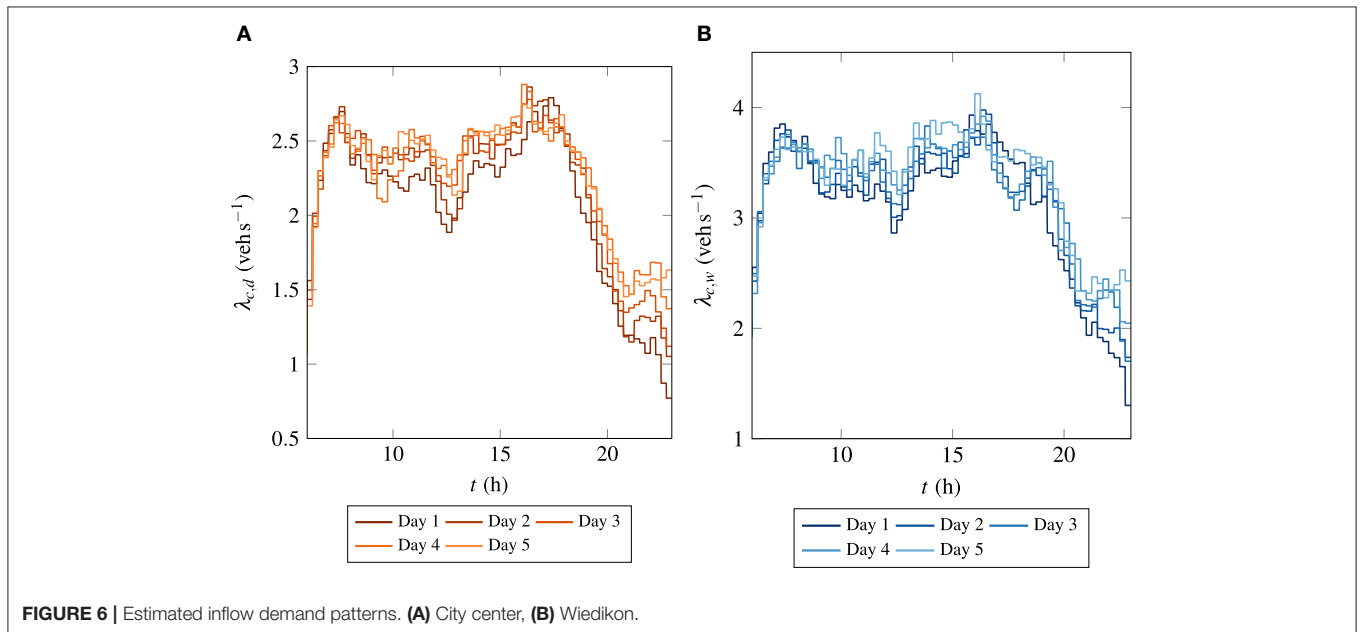 A
3
2.5
2
1.5
1
0.5
λc,d (veh s−1)
10 15 20
t (h)
Day 1 Day 2 Day 3
Day 4 Day 5
B
4
3
2
1
λc,w (veh s−1)
10 15 20
t (h)
Day 1 Day 2 Day 3
Day 4 Day 5
FIGURE 6 | Estimated inflow demand patterns. (A) City center, (B) Wiedikon.